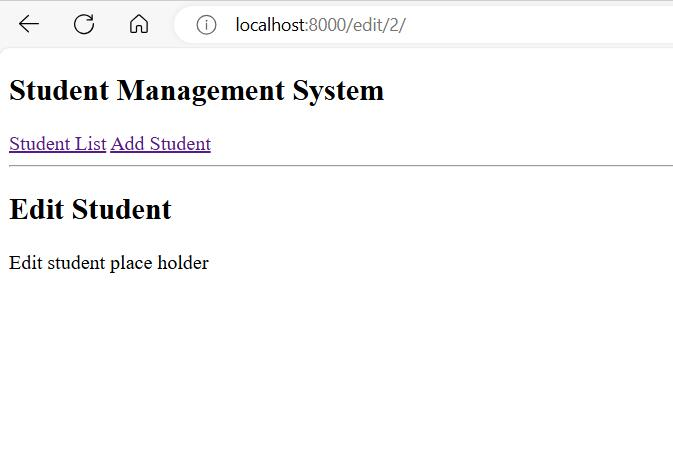 localhost:8000/edit/2/
Student Management System
Student List Add Student
Edit Student
Edit student place holder